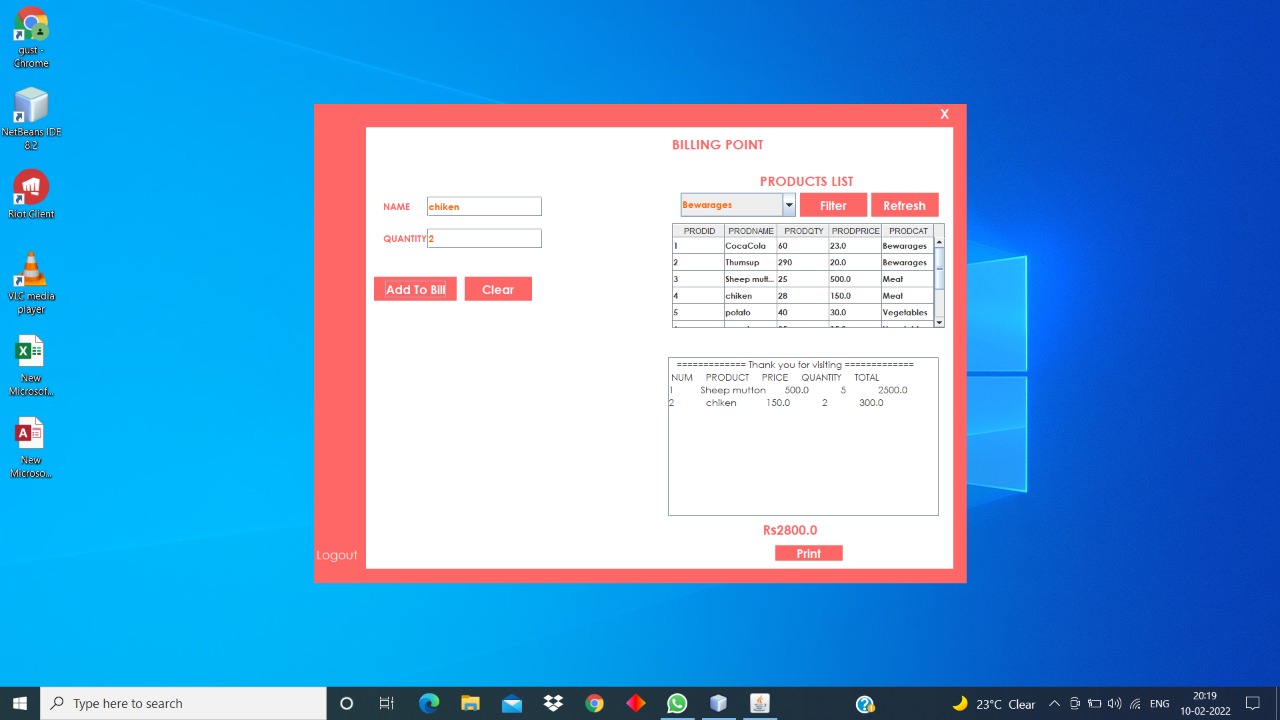 gust -
Chrome
NetBeans IDE
8.2
Riot Client
VLC media
player
New
Microsof...
New
Microso...
X
BILLING POINT
PRODUCTS LIST
NAME chiken
QUANTITY 2
Add To Bill Clear
Bewarages Filter Refresh
PRODID PRODNAME PRODQTY PRODPRICE PRODCAT
1 CocaCola 60 23.0 Bewarages
2 Thumsup 290 20.0 Bewarages
3 Sheep mutt... 25 500.0 Meat
4 chiken 28 150.0 Meat
5 potato 40 30.0 Vegetables
============= Thank you for visiting =============
NUM PRODUCT PRICE QUANTITY TOTAL
1 Sheep mutton 500.0 5 2500.0
2 chiken 150.0 2 300.0
Rs2800.0
Print
Logout
Type here to search
23°C Clear
ENG
20:19
10-02-2022